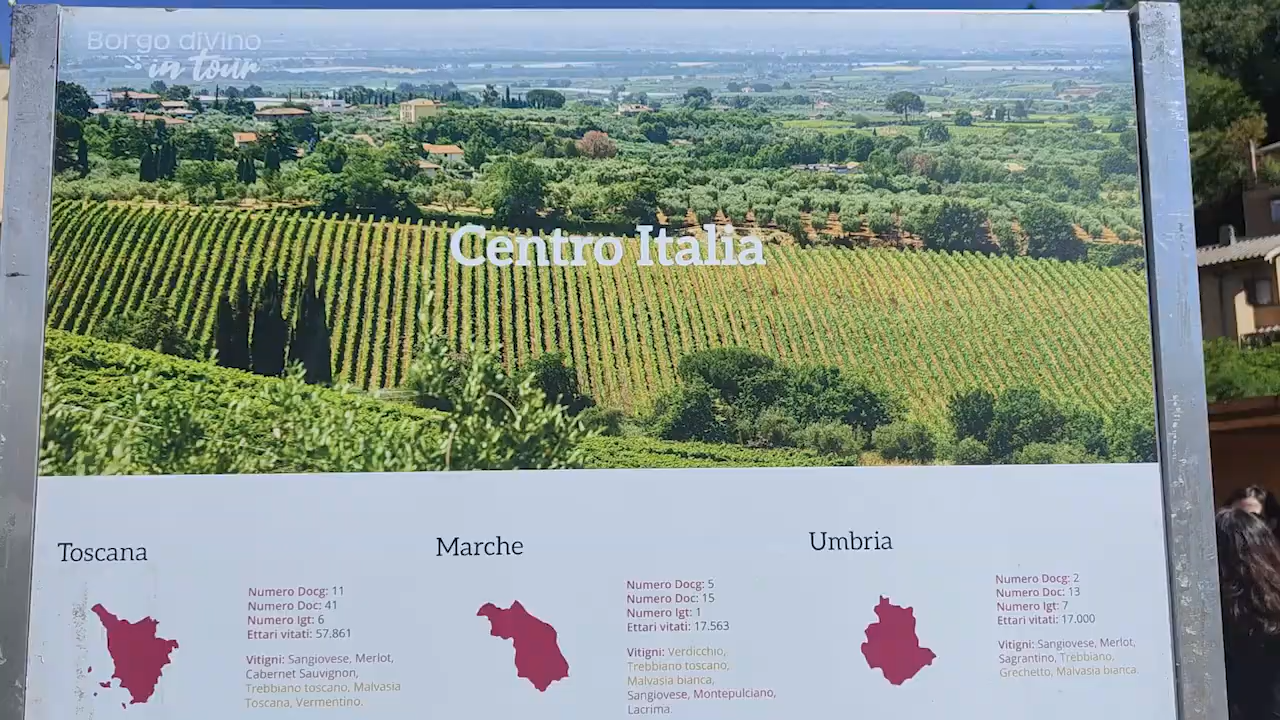 Borgo divino
in tour
Centro Italia
Toscana
Numero Docg: 11
Numero Doc: 41
Numero Igt: 6
Ettari vitati: 57.861
Vitigni: Sangiovese, Merlot,
Cabernet Sauvignon,
Trebbiano toscano, Malvasia
Toscana, Vermentino.
Marche
Numero Docg: 5
Numero Doc: 15
Numero Igt: 1
Ettari vitati: 17.563
Vitigni: Verdicchio,
Trebbiano toscano,
Malvasia bianca,
Sangiovese, Montepulciano,
Lacrima.
Umbria
Numero Docg: 2
Numero Doc: 13
Numero Igt: 7
Ettari vitati: 17.000
Vitigni: Sangiovese, Merlot,
Sagrantino, Trebbiano,
Grechetto, Malvasia bianca.